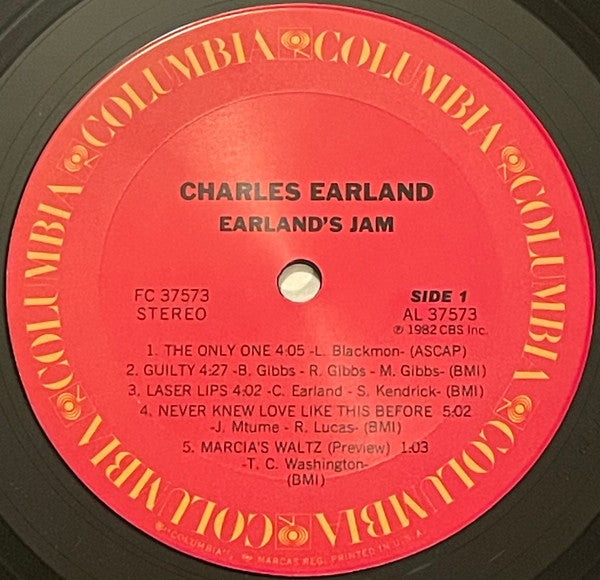 COLUMBIA COLUMBIA COLUMBIA COLUMBIA COLUMBIA COLUMBIA
CHARLES EARLAND
EARLAND'S JAM
FC 37573
STEREO
SIDE 1
AL 37573
℗ 1982 CBS Inc.
1. THE ONLY ONE 4:05 -L. Blackmon- (ASCAP)
2. GUILTY 4:27 -B. Gibbs - R. Gibbs - M. Gibbs- (BMI)
3. LASER LIPS 4:02 -C. Earland - S. Kendrick- (BMI)
4. NEVER KNEW LOVE LIKE THIS BEFORE 5:02
-J. Mtume - R. Lucas- (BMI)
5. MARCIA'S WALTZ (Preview) 1:03
-T. C. Washington-
(BMI)
"COLUMBIA", MARCAS REG. PRINTED IN U.S.A.